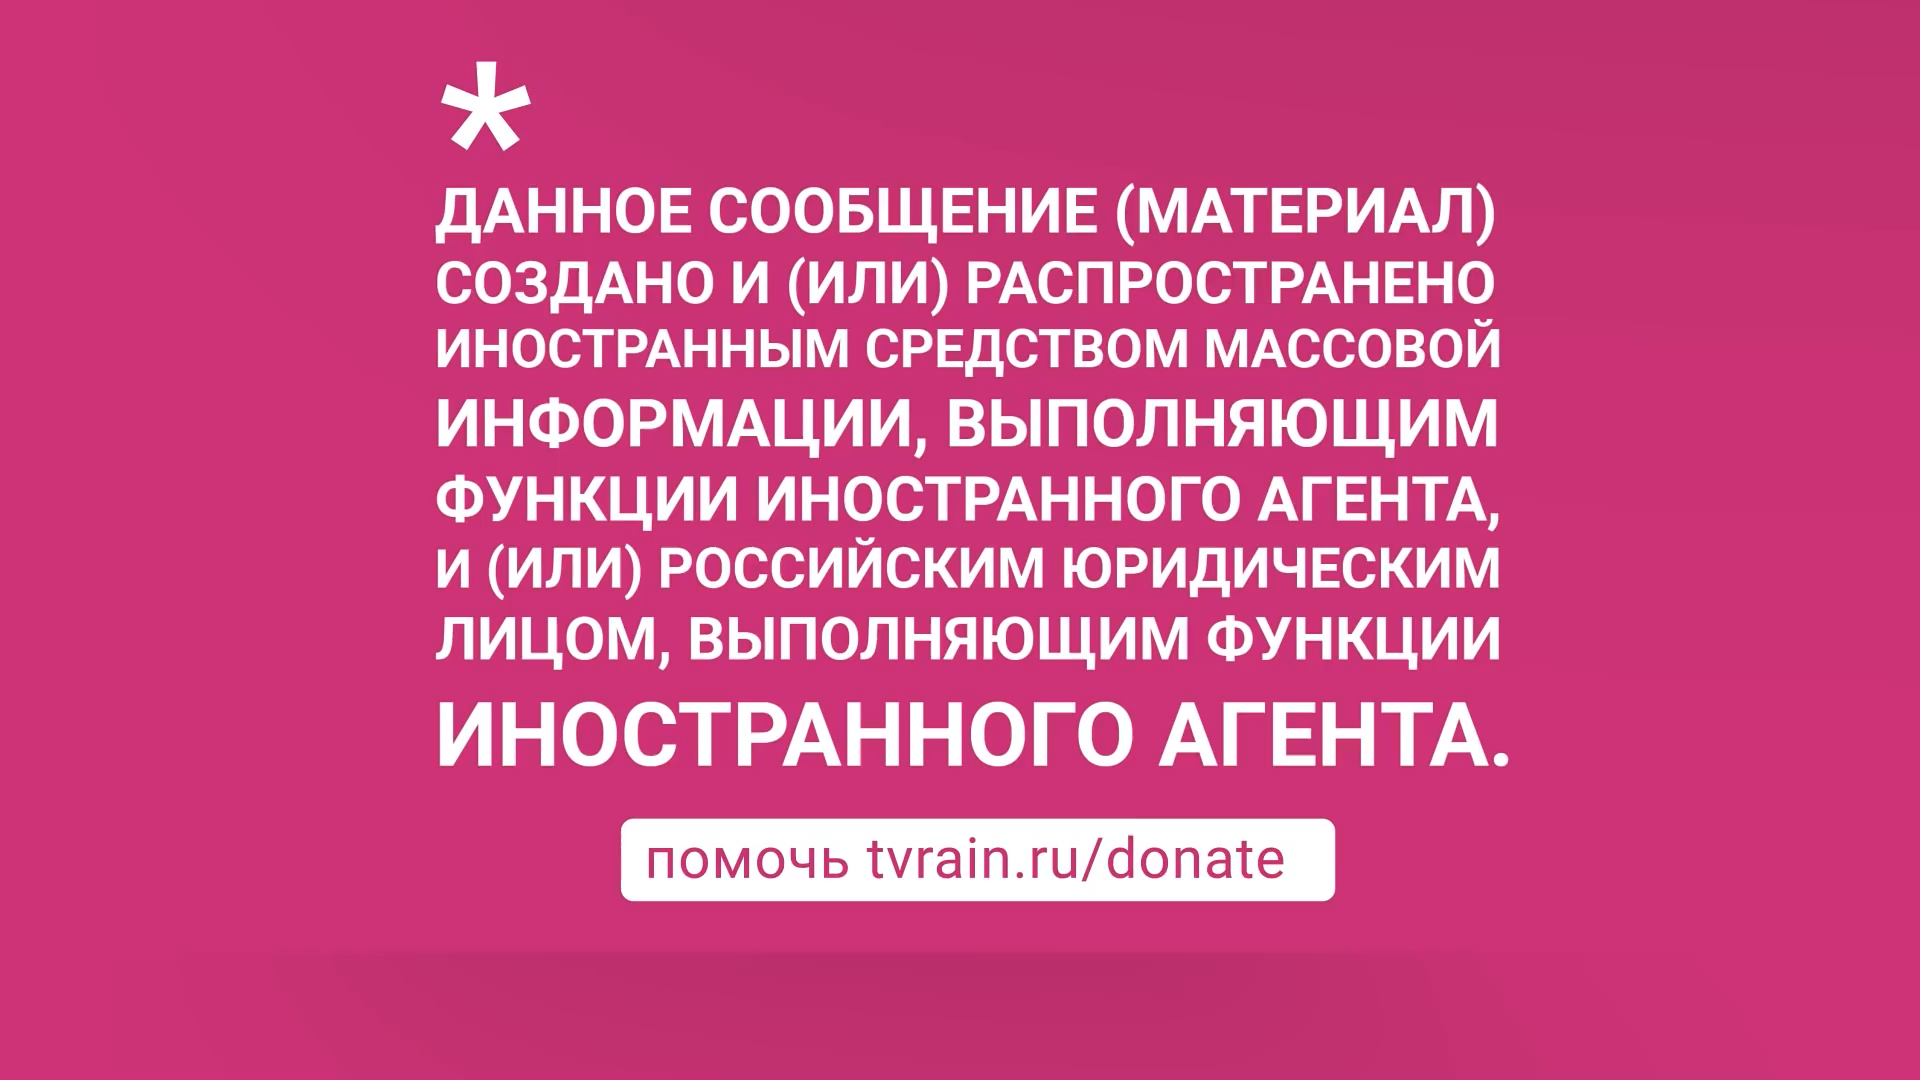 *
ДАННОЕ СООБЩЕНИЕ (МАТЕРИАЛ)
СОЗДАНО И (ИЛИ) РАСПРОСТРАНЕНО
ИНОСТРАННЫМ СРЕДСТВОМ МАССОВОЙ
ИНФОРМАЦИИ, ВЫПОЛНЯЮЩИМ
ФУНКЦИИ ИНОСТРАННОГО АГЕНТА,
И (ИЛИ) РОССИЙСКИМ ЮРИДИЧЕСКИМ
ЛИЦОМ, ВЫПОЛНЯЮЩИМ ФУНКЦИИ
ИНОСТРАННОГО АГЕНТА.
помочь tvrain.ru/donate